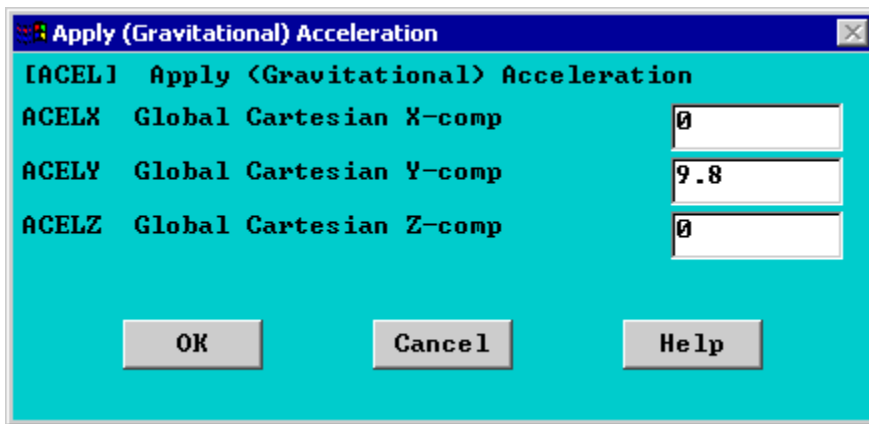 Apply (Gravitational) Acceleration
[ACEL] Apply (Gravitational) Acceleration
ACELX Global Cartesian X-comp 0
ACELY Global Cartesian Y-comp 9.8
ACELZ Global Cartesian Z-comp 0
OK Cancel Help